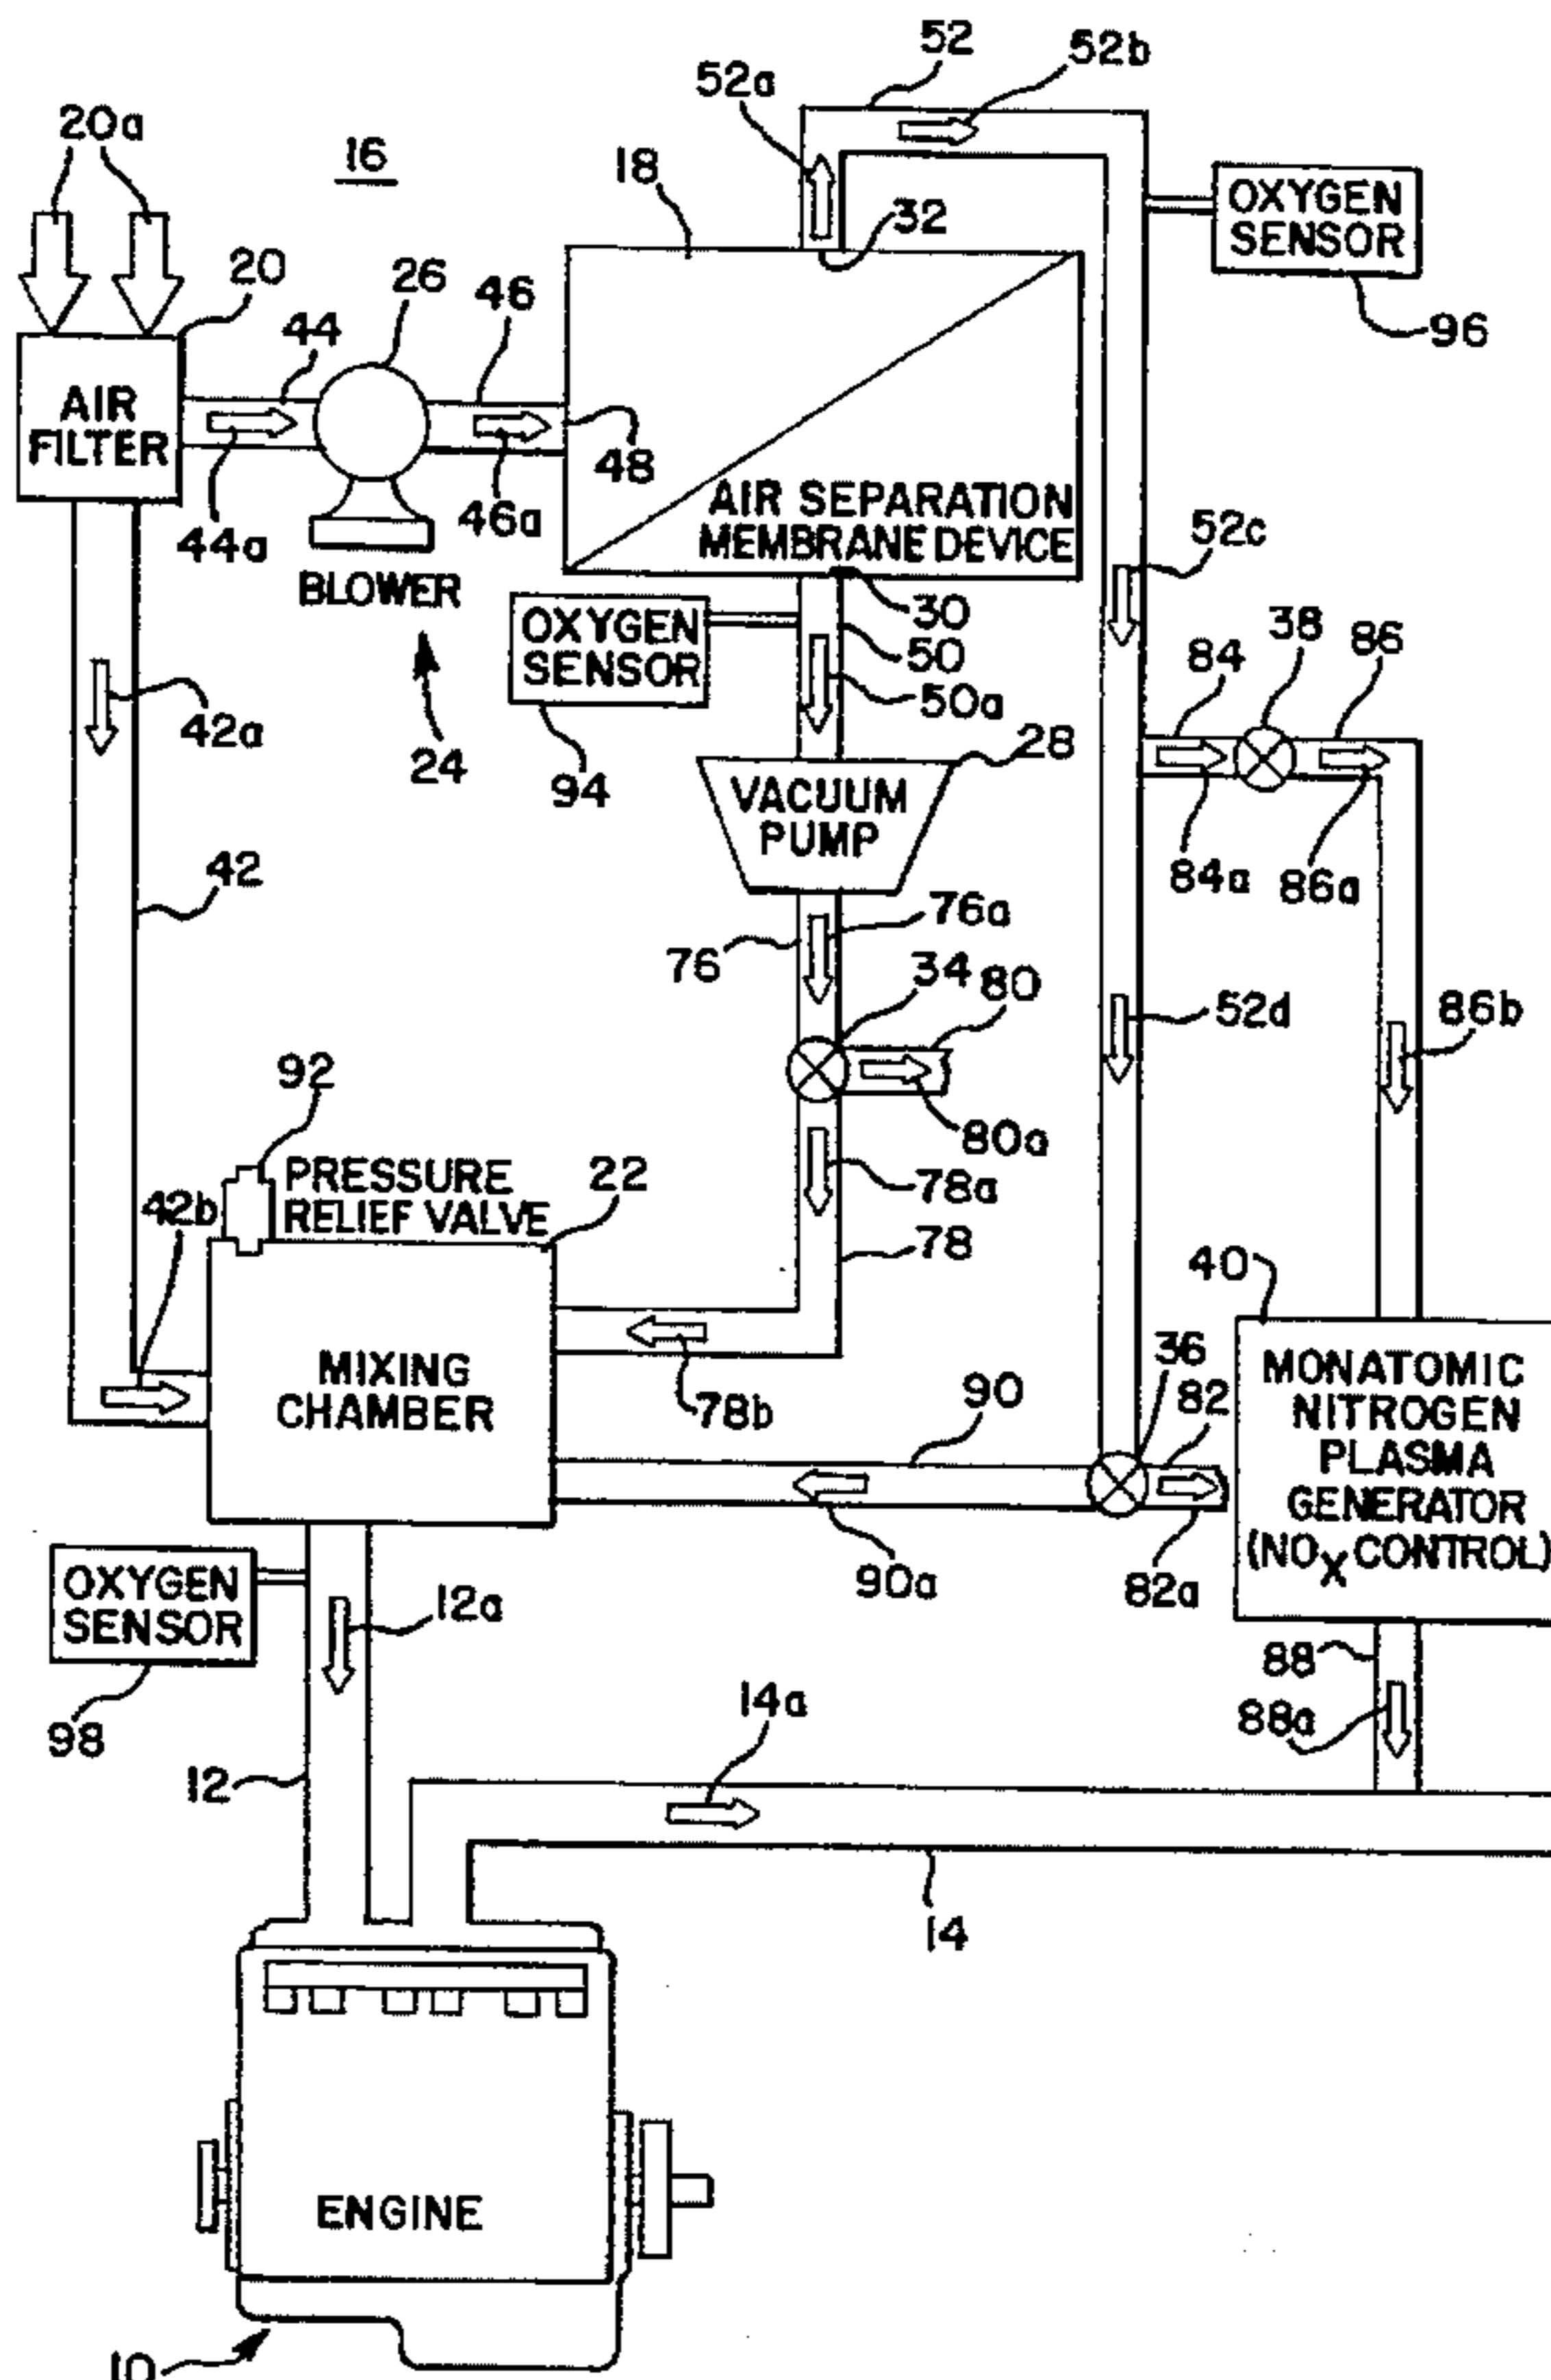 52
52b
52a
20a
16
18
OXYGEN
SENSOR
32
20
26
46
96
44
AIR
FILTER
48
44a
46a
AIR SEPARATION
MEMBRANE DEVICE
52c
BLOWER
30
OXYGEN
SENSOR
50
38
84
86
50a
42a
24
28
94
VACUUM
PUMP
84a
86a
42
76a
76
34
80
52d
86b
92
80a
PRESSURE
RELIEF VALVE
22
78a
42b
78
40
36
MIXING
CHAMBER
78b
90
82
MONATOMIC
NITROGEN
PLASMA
GENERATOR
(NOX CONTROL)
90a
82a
OXYGEN
SENSOR
12a
88
98
14a
88a
12
14
ENGINE
10